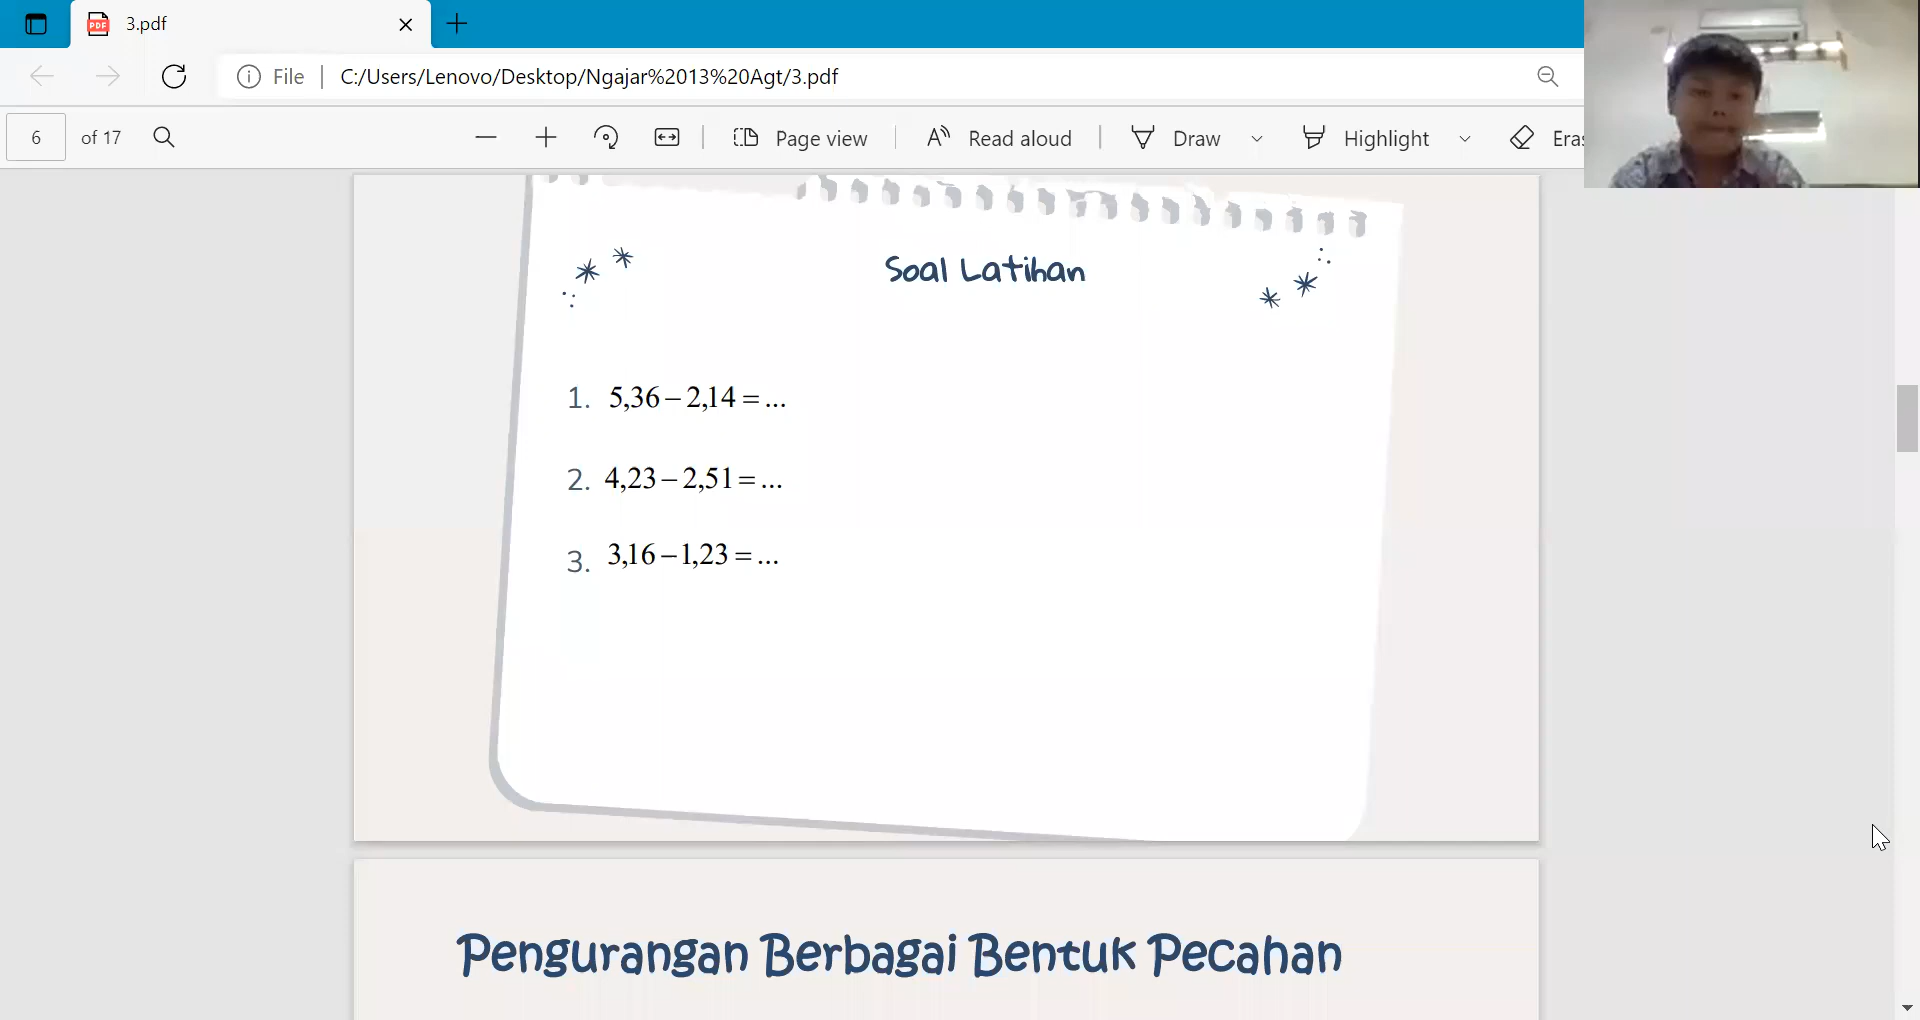 3.pdf
File
C:/Users/Lenovo/Desktop/Ngajar%2013%20Agt/3.pdf
6 of 17
Page view
Read aloud
Draw
Highlight
Eras
Soal Latihan
1. 5,36 – 2,14 = ...
2. 4,23 – 2,51 = ...
3. 3,16 – 1,23 = ...
Pengurangan Berbagai Bentuk Pecahan